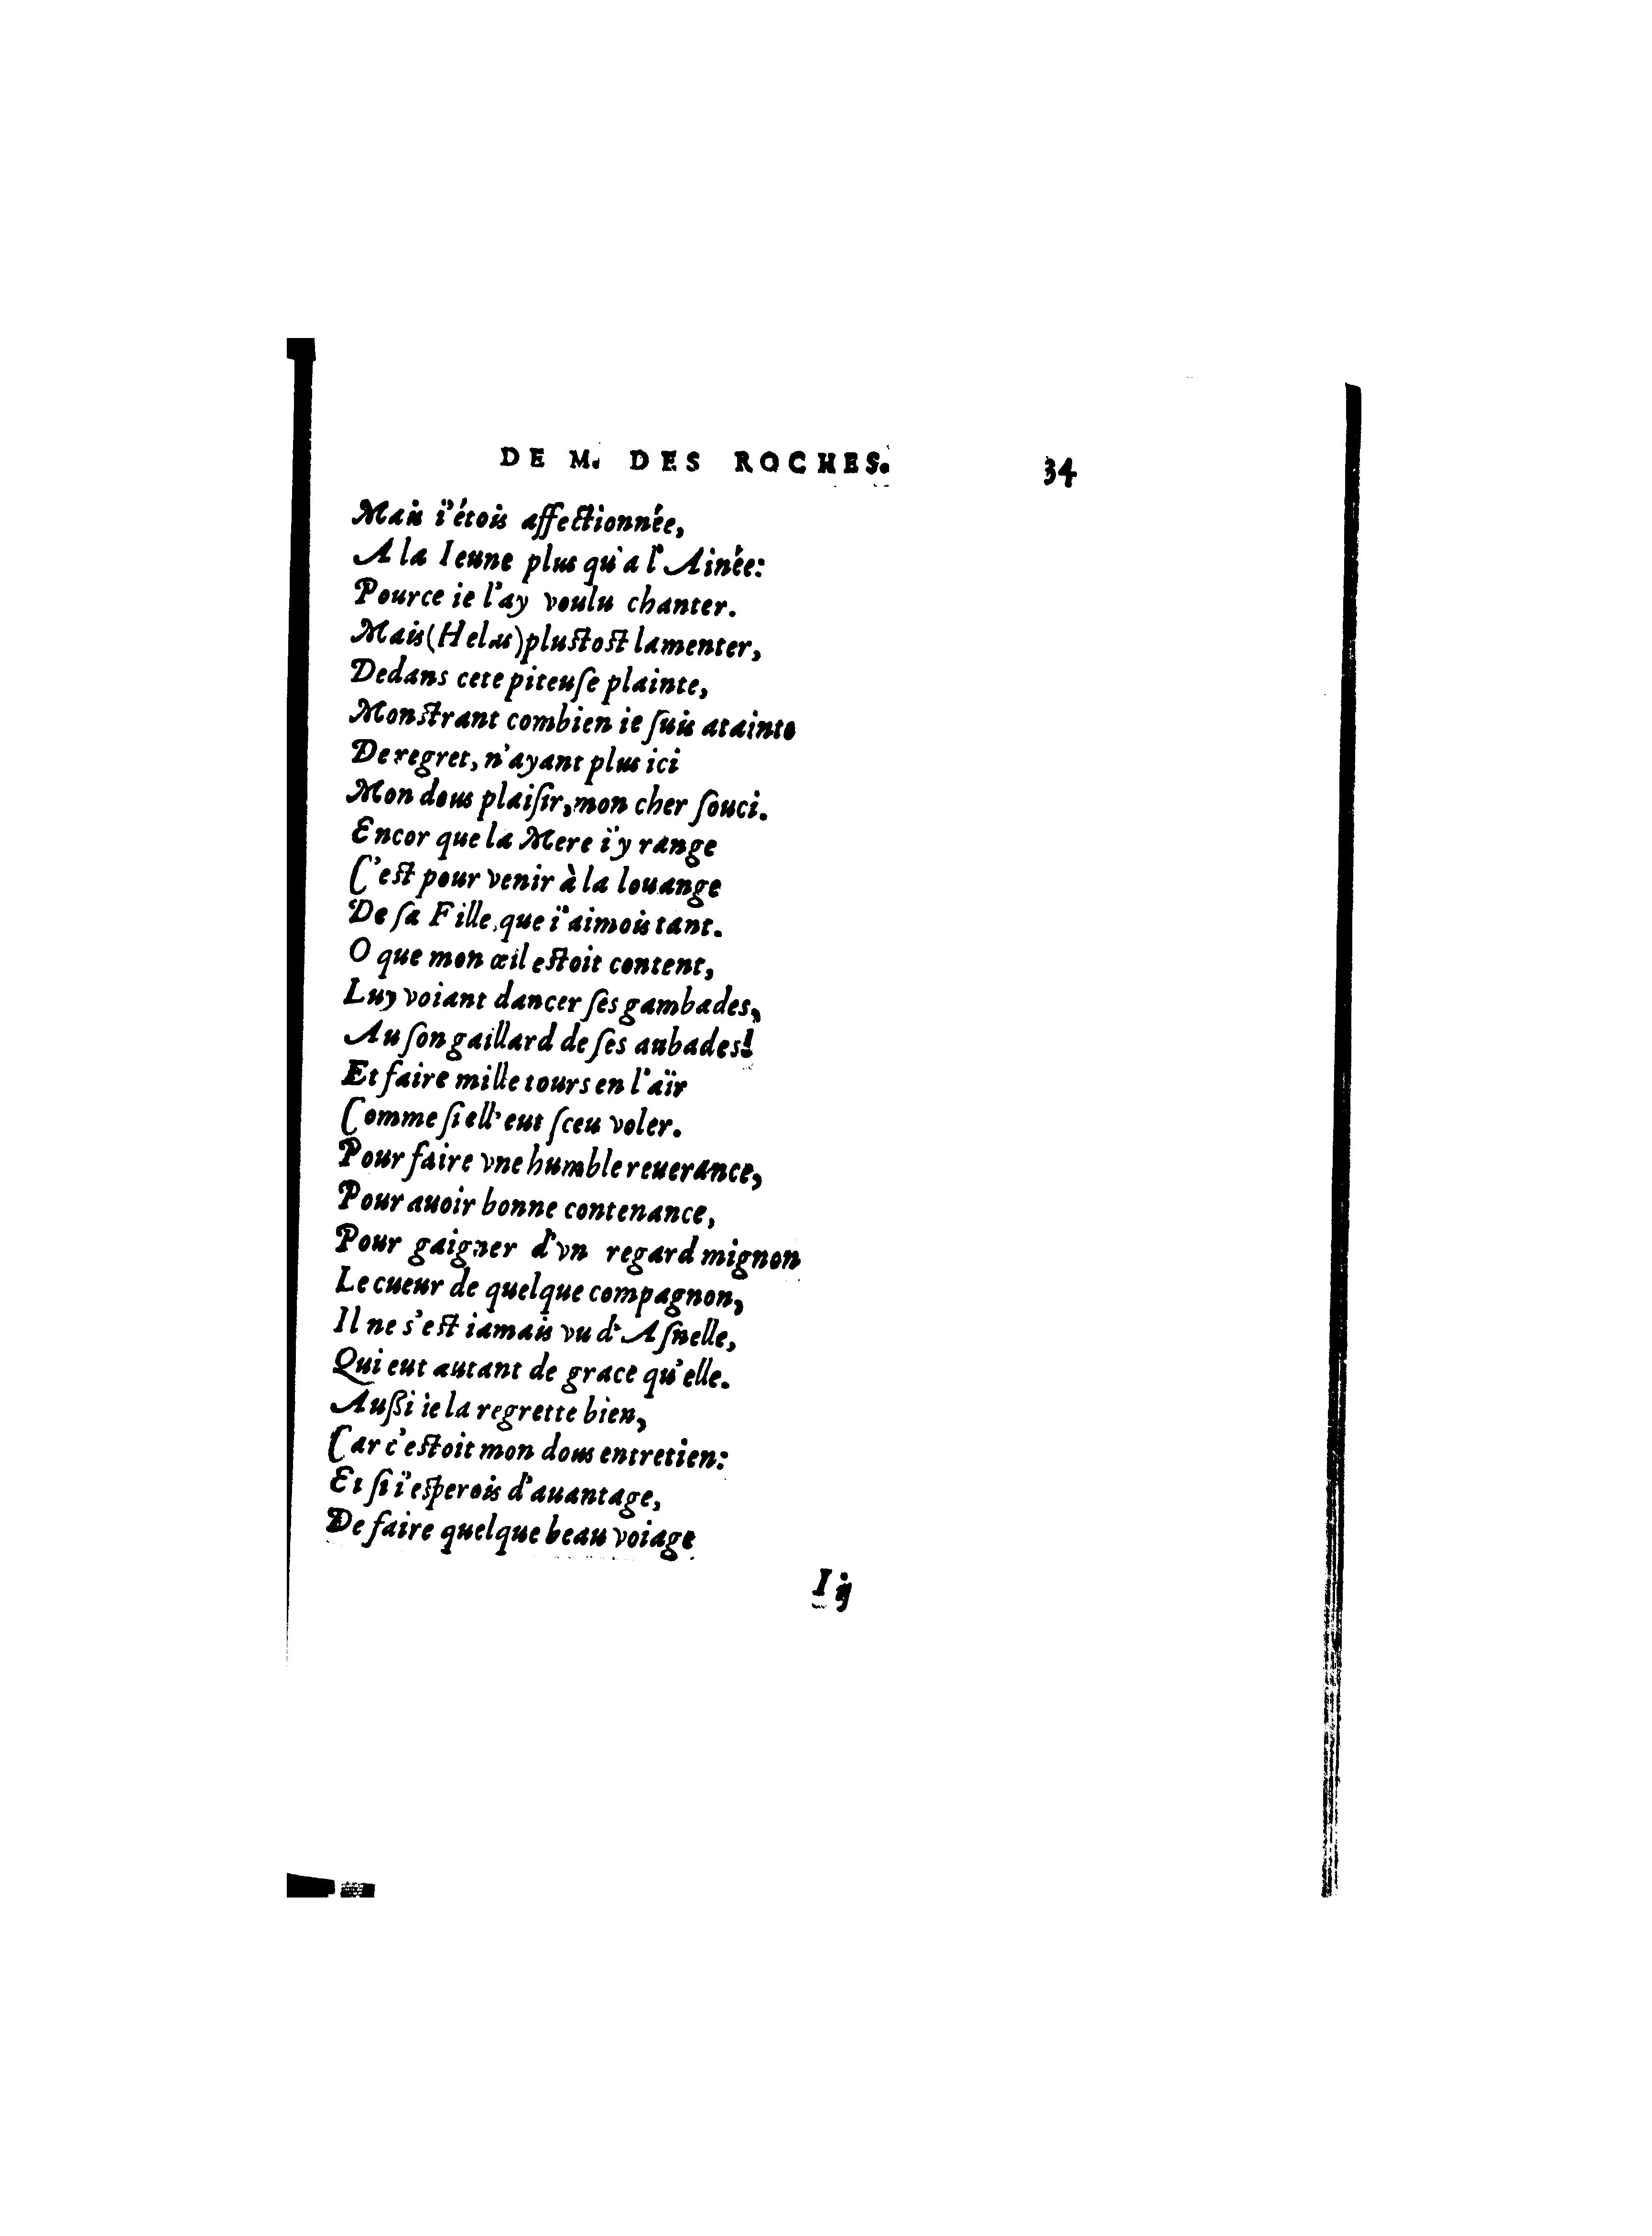 DE M. DES ROCHES. 34
Mais i'étois affectionnée,
A la Ieune plus qu'a l'Ainée:
Pource ie l'ay voulu chanter.
Mais (Helas) plustost lamenter,
Dedans cete piteuſe plainte,
Monstrant combien ie ſuis atainte
De regret, n'ayant plus ici
Mon dous plaiſir, mon cher ſouci.
Encor que la Mere i'y range
C'est pour venir à la louange
De ſa Fille, que i'aimois tant.
O que mon œil estoit content,
Luy voiant dancer ſes gambades,
Au ſon gaillard de ſes aubades!
Et faire mille tours en l'aïr
Comme ſi ell' eut ſceu voler.
Pour faire vne humble reuerance,
Pour auoir bonne contenance,
Pour gaigner d'vn regard mignon
Le cueur de quelque compagnon,
Il ne s'est iamais vu d'Aſnelle,
Qui eut autant de grace qu'elle.
Außi ie la regrette bien,
Car c'estoit mon dous entretien:
Et ſi i'esperois d'auantage,
De faire quelque beau voiage
I ij